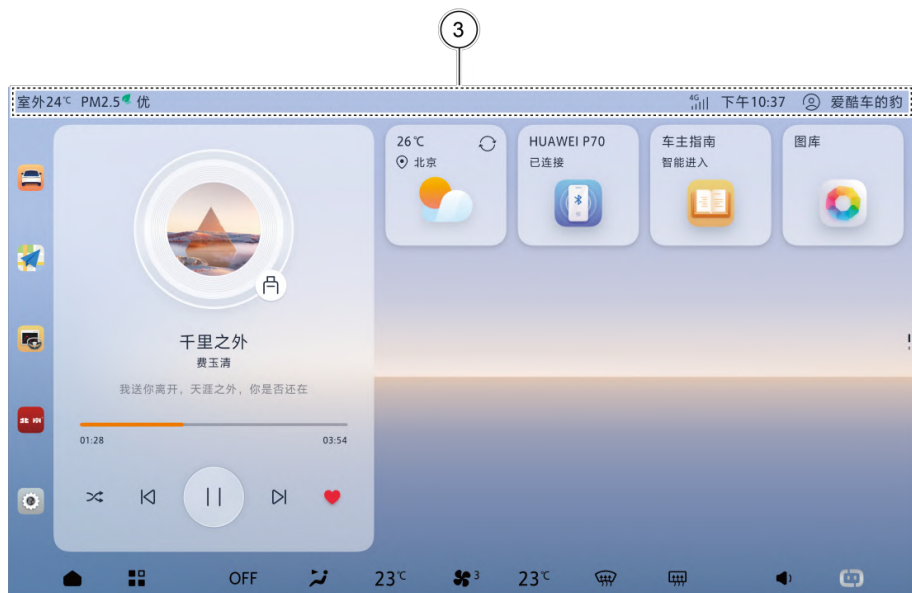 3
室外24℃ PM2.5 优
4G 下午10:37 爱酷车的豹
26℃
北京
HUAWEI P70
已连接
车主指南
智能进入
图库
千里之外
费玉清
我送你离开，天涯之外，你是否还在
01:28 03:54
北京
OFF 23℃ 3 23℃